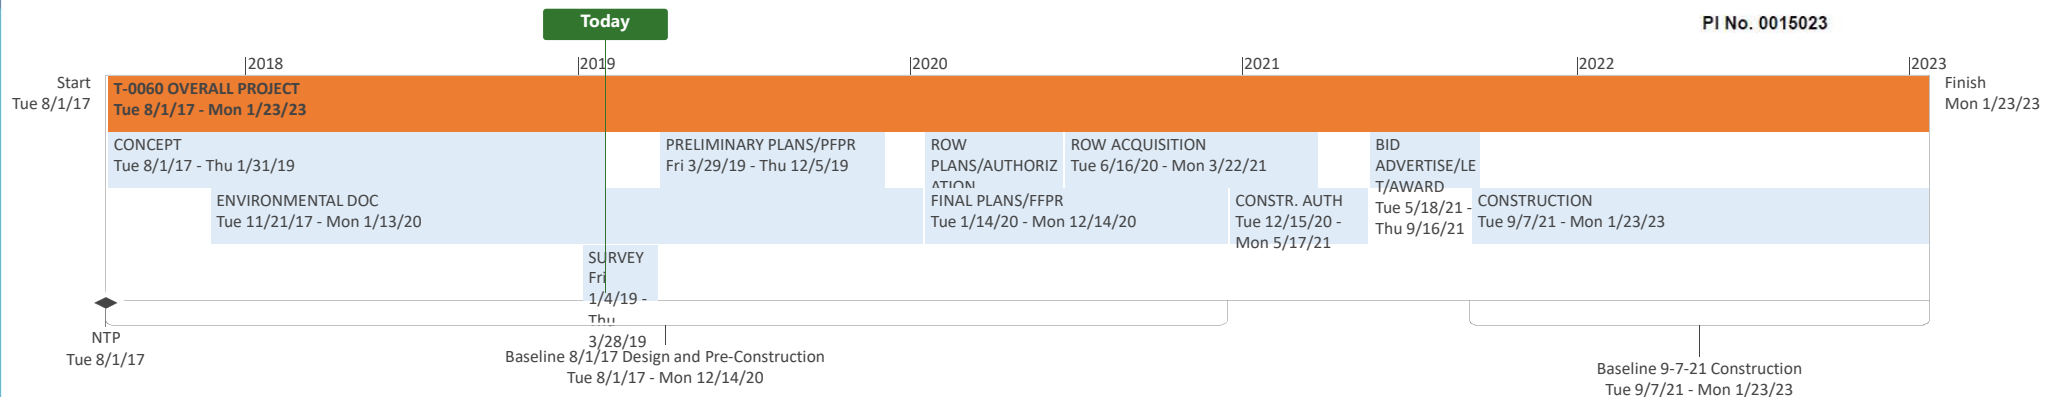 Today
PI No. 0015023
2018
2019
2020
2021
2022
2023
Start
Tue 8/1/17
T-0060 OVERALL PROJECT
Tue 8/1/17 - Mon 1/23/23
Finish
Mon 1/23/23
CONCEPT
Tue 8/1/17 - Thu 1/31/19
PRELIMINARY PLANS/PFPR
Fri 3/29/19 - Thu 12/5/19
ROW
PLANS/AUTHORIZ
ATION
ROW ACQUISITION
Tue 6/16/20 - Mon 3/22/21
BID
ADVERTISE/LE
T/AWARD
Tue 5/18/21 -
Thu 9/16/21
ENVIRONMENTAL DOC
Tue 11/21/17 - Mon 1/13/20
FINAL PLANS/FFPR
Tue 1/14/20 - Mon 12/14/20
CONSTR. AUTH
Tue 12/15/20 -
Mon 5/17/21
CONSTRUCTION
Tue 9/7/21 - Mon 1/23/23
SURVEY
Fri
1/4/19 -
Thu
3/28/19
NTP
Tue 8/1/17
Baseline 8/1/17 Design and Pre-Construction
Tue 8/1/17 - Mon 12/14/20
Baseline 9-7-21 Construction
Tue 9/7/21 - Mon 1/23/23